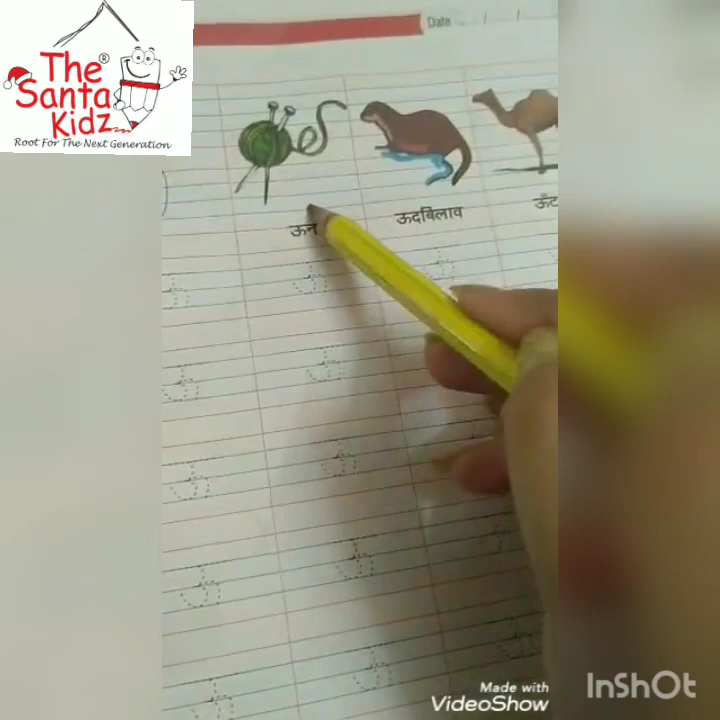 The
Santa
Kidz
Root For The Next Generation
Date / /
ऊन ऊदबिलाव ऊँट
ऊ
ऊ ऊ
ऊ ऊ
ऊ ऊ
ऊ ऊ
ऊ ऊ
Made with
VideoShow
InShOt